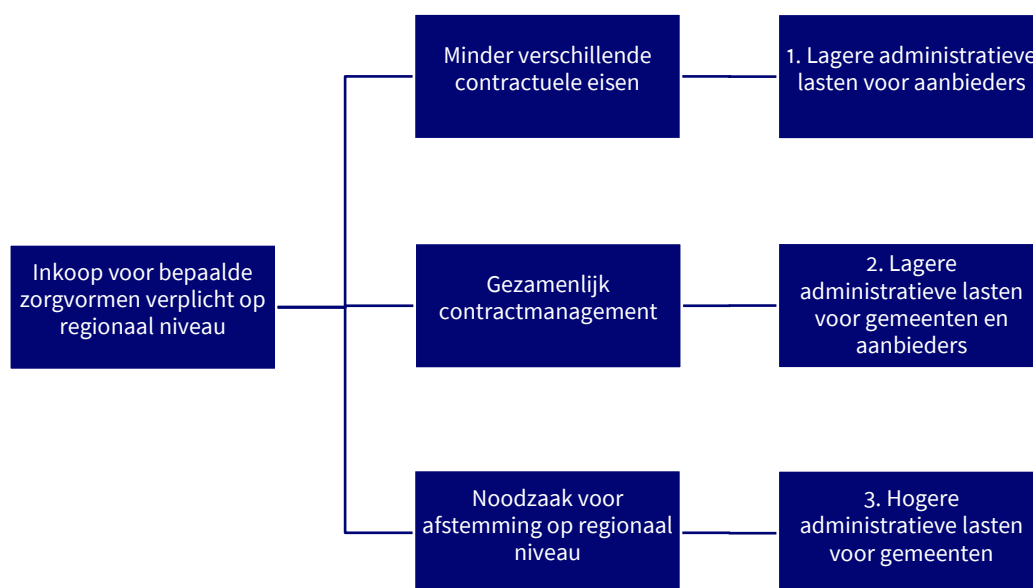 Minder verschillende
contractuele eisen
1. Lagere administratieve
lasten voor aanbieders
Inkoop voor bepaalde
zorgvormen verplicht op
regionaal niveau
Gezamenlijk
contractmanagement
2. Lagere
administratieve lasten
voor gemeenten en
aanbieders
Noodzaak voor
afstemming op regionaal
niveau
3. Hogere
administratieve lasten
voor gemeenten